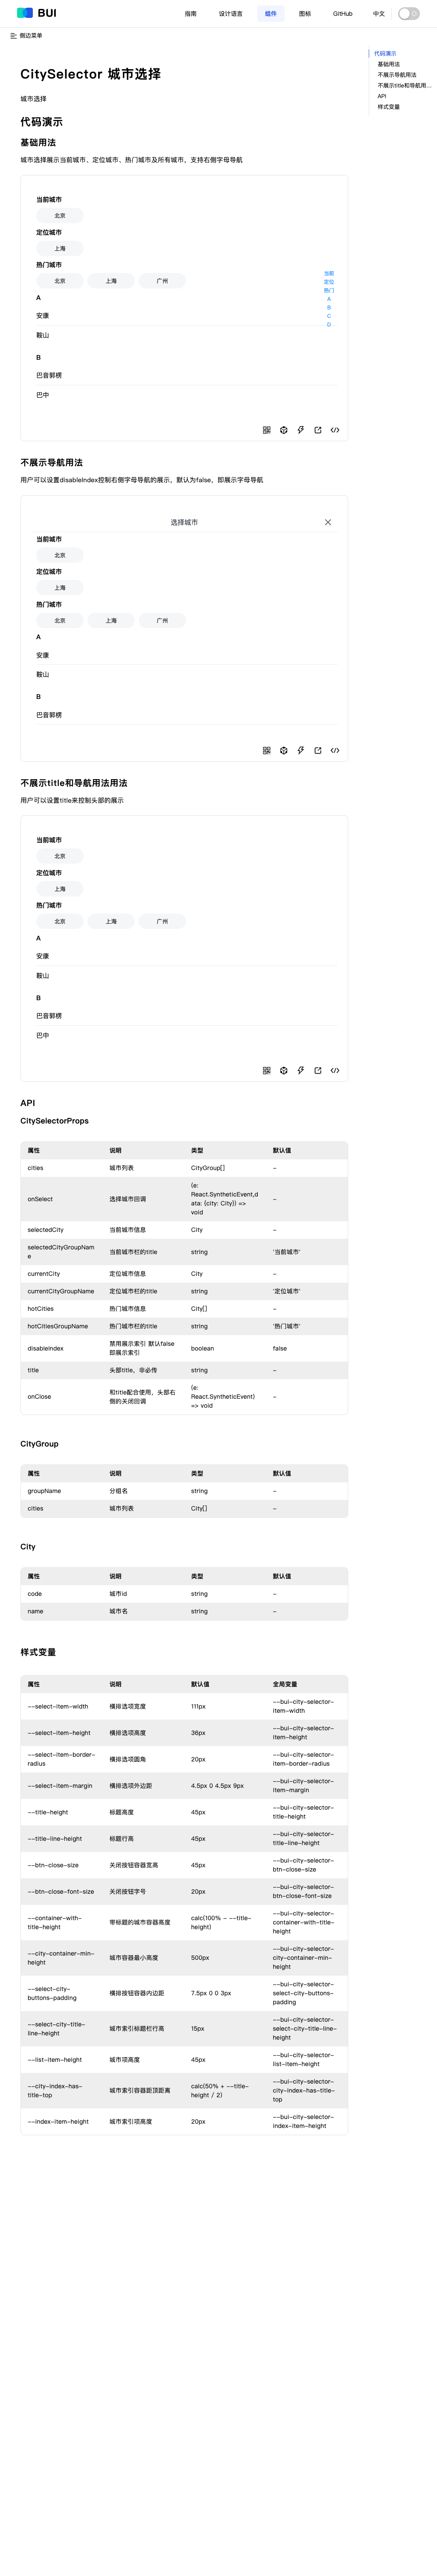 BUI
指南
设计语言
组件
图标
GitHub
中文
侧边菜单
代码演示
基础用法
不展示导航用法
不展示title和导航用...
API
样式变量
CitySelector 城市选择
城市选择
代码演示
基础用法
城市选择展示当前城市、定位城市、热门城市及所有城市，支持右侧字母导航
当前城市
北京
定位城市
上海
热门城市
北京 上海 广州
A
安康
鞍山
B
巴音郭楞
巴中
当前
定位
热门
A
B
C
D
不展示导航用法
用户可以设置disableIndex控制右侧字母导航的展示，默认为false，即展示字母导航
选择城市
当前城市
北京
定位城市
上海
热门城市
北京 上海 广州
A
安康
鞍山
B
巴音郭楞
不展示title和导航用法用法
用户可以设置title来控制头部的展示
当前城市
北京
定位城市
上海
热门城市
北京 上海 广州
A
安康
鞍山
B
巴音郭楞
巴中
API
CitySelectorProps
属性 说明 类型 默认值
cities 城市列表 CityGroup[] -
onSelect 选择城市回调 (e: React.SyntheticEvent,data: {city: City}) => void -
selectedCity 当前城市信息 City -
selectedCityGroupName 当前城市栏的title string '当前城市'
currentCity 定位城市信息 City -
currentCityGroupName 定位城市栏的title string '定位城市'
hotCities 热门城市信息 City[] -
hotCitiesGroupName 热门城市栏的title string '热门城市'
disableIndex 禁用展示索引 默认false 即展示索引 boolean false
title 头部title，非必传 string -
onClose 和title配合使用，头部右侧的关闭回调 (e: React.SyntheticEvent) => void -
CityGroup
属性 说明 类型 默认值
groupName 分组名 string -
cities 城市列表 City[] -
City
属性 说明 类型 默认值
code 城市id string -
name 城市名 string -
样式变量
属性 说明 默认值 全局变量
--select-item-width 横排选项宽度 111px --bui-city-selector-item-width
--select-item-height 横排选项高度 36px --bui-city-selector-item-height
--select-item-border-radius 横排选项圆角 20px --bui-city-selector-item-border-radius
--select-item-margin 横排选项外边距 4.5px 0 4.5px 9px --bui-city-selector-item-margin
--title-height 标题高度 45px --bui-city-selector-title-height
--title-line-height 标题行高 45px --bui-city-selector-title-line-height
--btn-close-size 关闭按钮容器宽高 45px --bui-city-selector-btn-close-size
--btn-close-font-size 关闭按钮字号 20px --bui-city-selector-btn-close-font-size
--container-with-title-height 带标题的城市容器高度 calc(100% - --title-height) --bui-city-selector-container-with-title-height
--city-container-min-height 城市容器最小高度 500px --bui-city-selector-city-container-min-height
--select-city-buttons-padding 横排按钮容器内边距 7.5px 0 0 3px --bui-city-selector-select-city-buttons-padding
--select-city-title-line-height 城市索引标题栏行高 15px --bui-city-selector-select-city-title-line-height
--list-item-height 城市项高度 45px --bui-city-selector-list-item-height
--city-index-has-title-top 城市索引容器距顶距离 calc(50% + --title-height / 2) --bui-city-selector-city-index-has-title-top
--index-item-height 城市索引项高度 20px --bui-city-selector-index-item-height